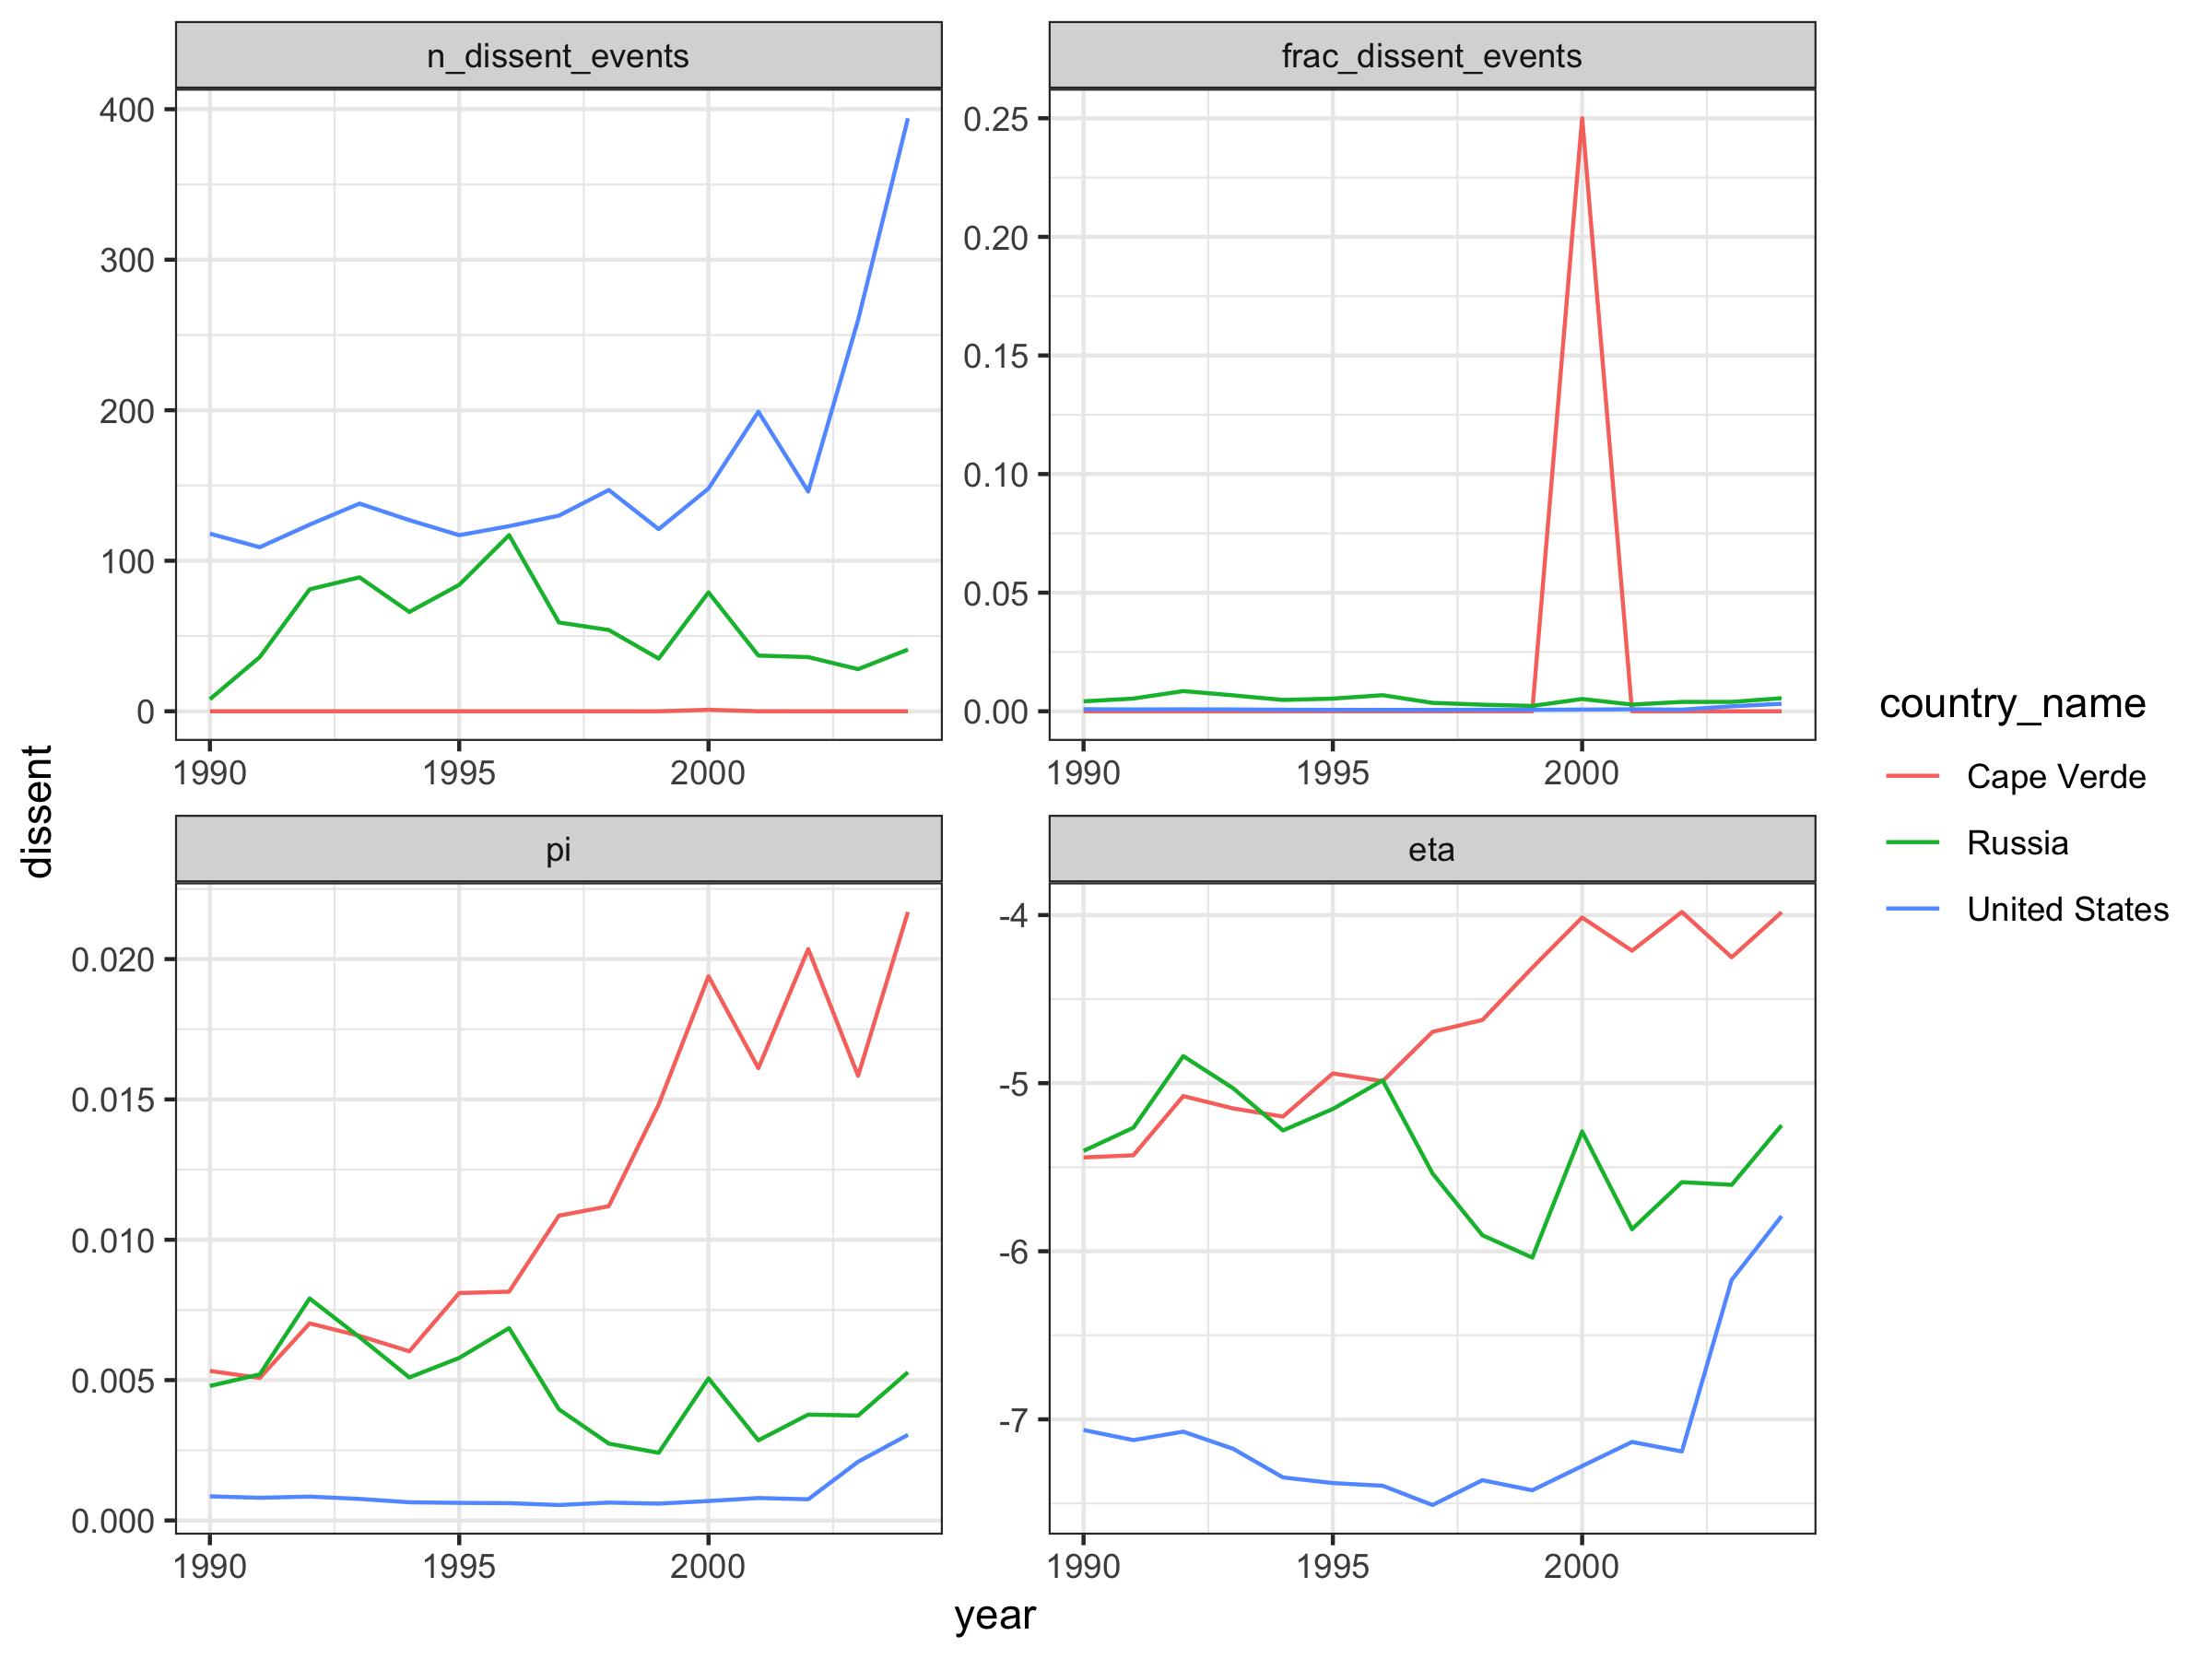 n_dissent_events
400
300
200
100
0
1990 1995 2000
frac_dissent_events
0.25
0.20
0.15
0.10
0.05
0.00
1990 1995 2000
pi
0.020
0.015
0.010
0.005
0.000
1990 1995 2000
eta
-4
-5
-6
-7
1990 1995 2000
dissent
year
country_name
Cape Verde
Russia
United States